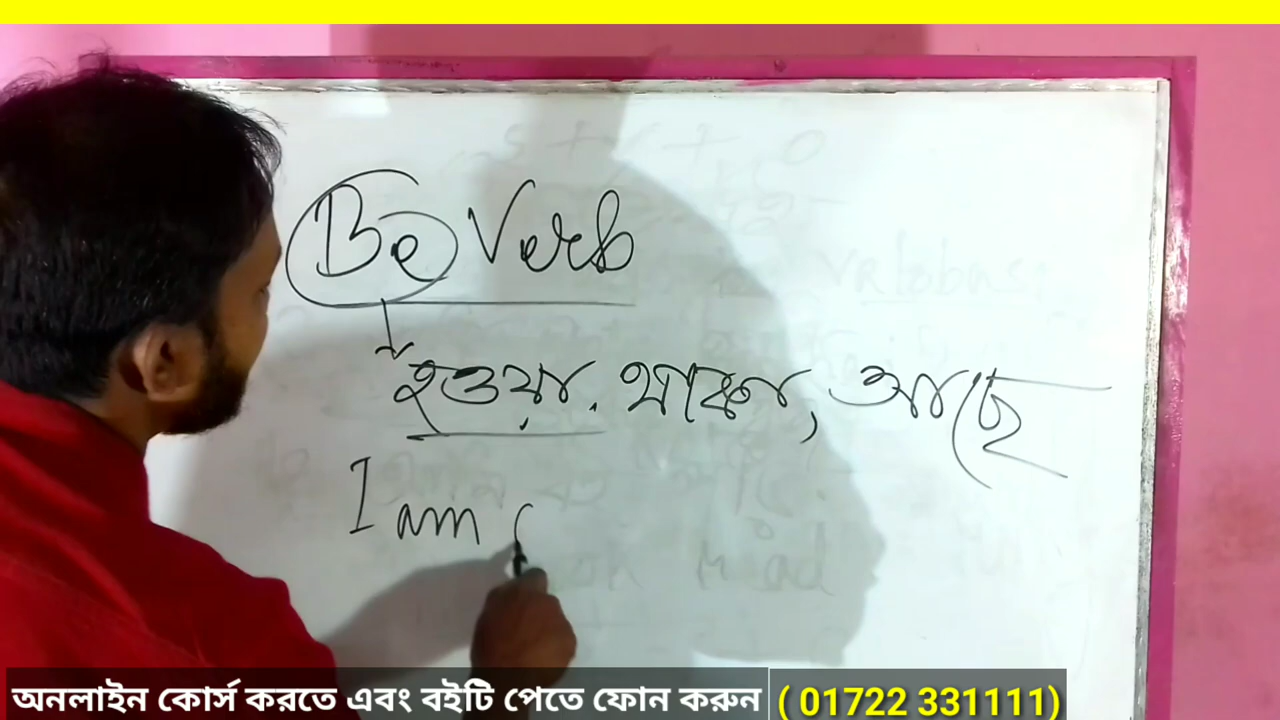 Be Verb
হওয়া, থাকা, আছে
I am
অনলাইন কোর্স করতে এবং বইটি পেতে ফোন করুন ( 01722 331111)